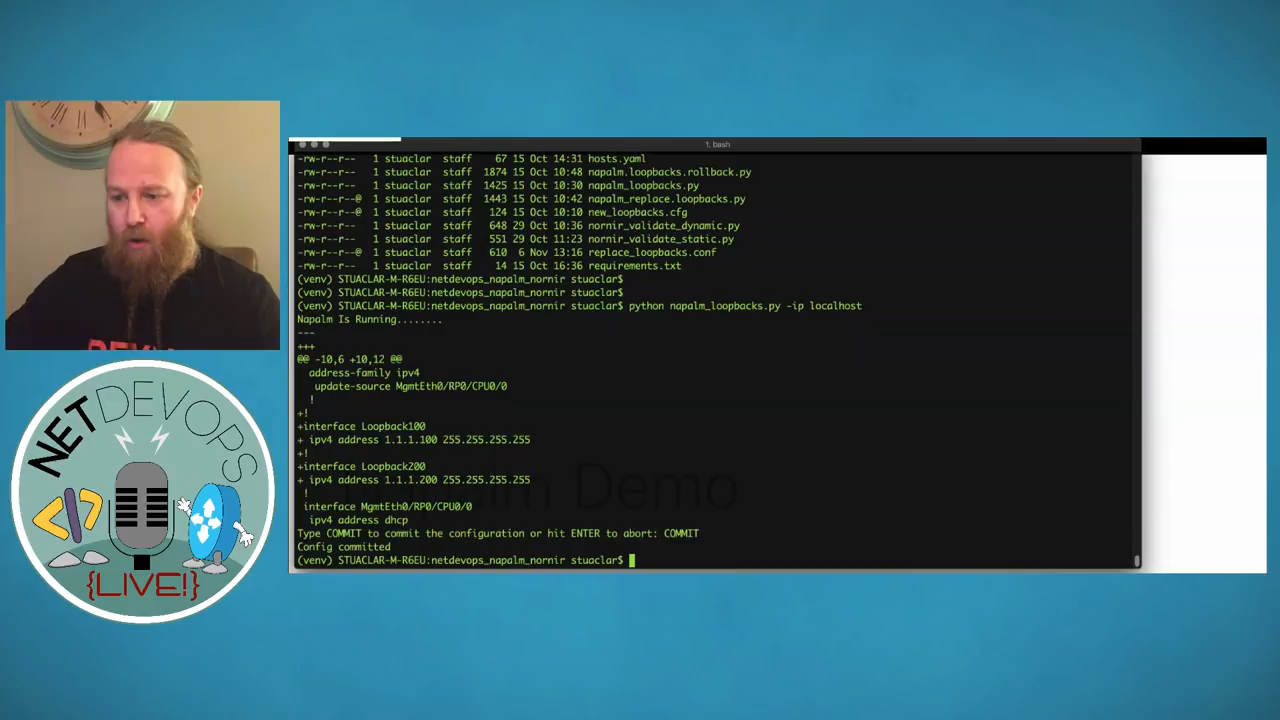 1. bash
-rw-r--r-- 1 stuaclar staff 67 15 Oct 14:31 hosts.yaml
-rw-r--r-- 1 stuaclar staff 1874 15 Oct 10:48 napalm.loopbacks.rollback.py
-rw-r--r-- 1 stuaclar staff 1425 15 Oct 10:30 napalm_loopbacks.py
-rw-r--r--@ 1 stuaclar staff 1443 15 Oct 10:42 napalm_replace.loopbacks.py
-rw-r--r--@ 1 stuaclar staff 124 15 Oct 10:10 new_loopbacks.cfg
-rw-r--r-- 1 stuaclar staff 648 29 Oct 10:36 nornir_validate_dynamic.py
-rw-r--r-- 1 stuaclar staff 551 29 Oct 11:23 nornir_validate_static.py
-rw-r--r--@ 1 stuaclar staff 610 6 Nov 13:16 replace_loopbacks.conf
-rw-r--r-- 1 stuaclar staff 14 15 Oct 16:36 requirements.txt
(venv) STUACLAR-M-R6EU:netdevops_napalm_nornir stuaclar$
(venv) STUACLAR-M-R6EU:netdevops_napalm_nornir stuaclar$
(venv) STUACLAR-M-R6EU:netdevops_napalm_nornir stuaclar$ python napalm_loopbacks.py -ip localhost
Napalm Is Running........
---
+++
@@ -10,6 +10,12 @@
address-family ipv4
update-source MgmtEth0/RP0/CPU0/0
!
+!
+interface Loopback100
+ ipv4 address 1.1.1.100 255.255.255.255
+!
+interface Loopback200
+ ipv4 address 1.1.1.200 255.255.255.255
!
interface MgmtEth0/RP0/CPU0/0
ipv4 address dhcp
Type COMMIT to commit the configuration or hit ENTER to abort: COMMIT
Config committed
(venv) STUACLAR-M-R6EU:netdevops_napalm_nornir stuaclar$
Demo
NETDEVOPS
</>
{LIVE!}